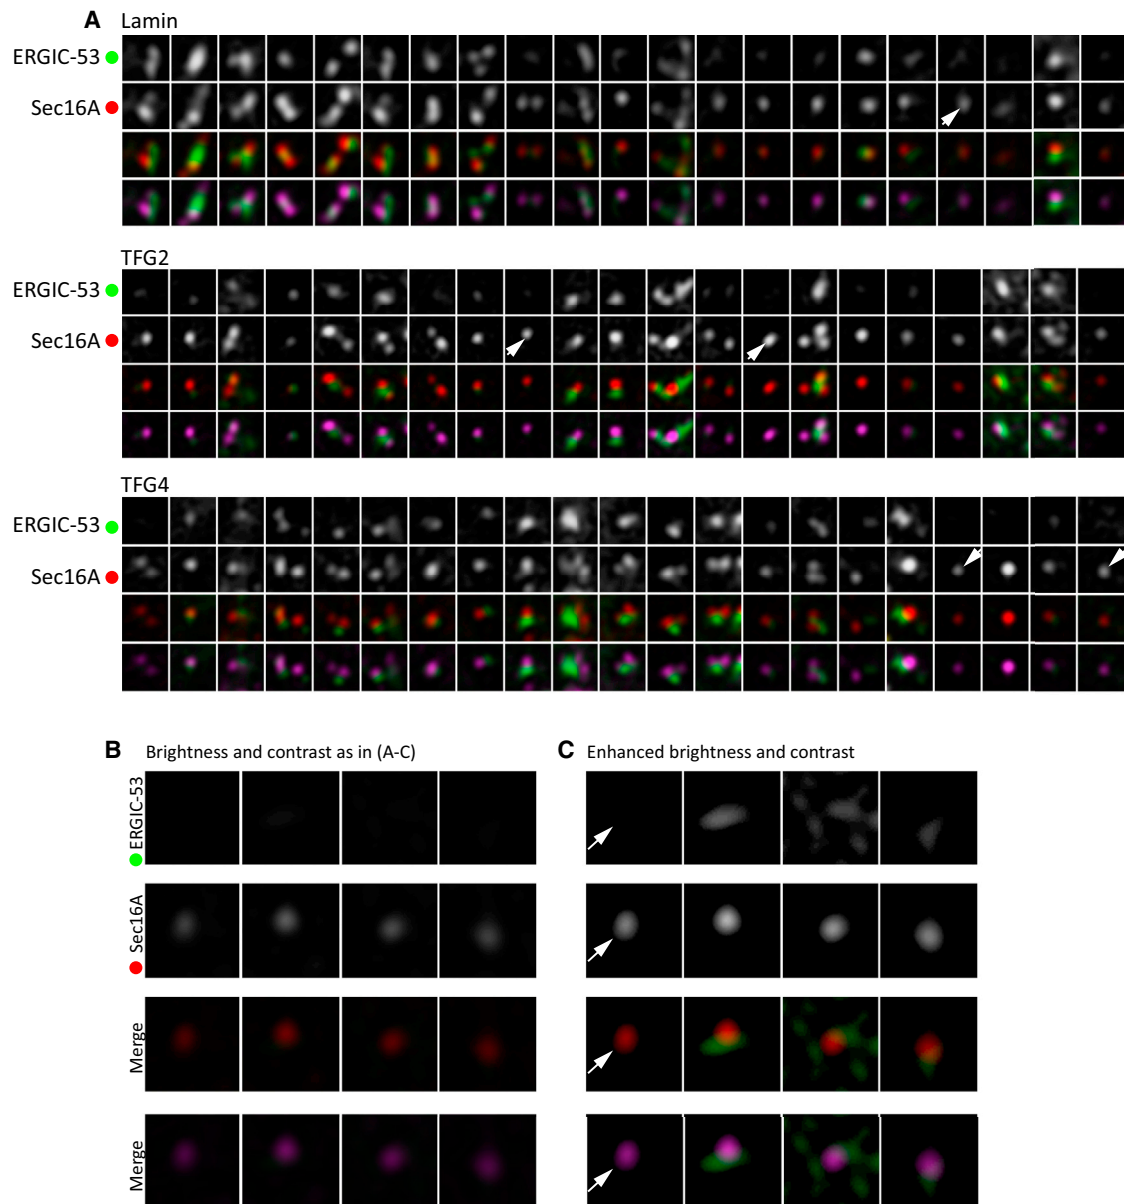 A Lamin
ERGIC-53
Sec16A
TFG2
ERGIC-53
Sec16A
TFG4
ERGIC-53
Sec16A
B Brightness and contrast as in (A-C)
ERGIC-53
Sec16A
Merge
Merge
C Enhanced brightness and contrast